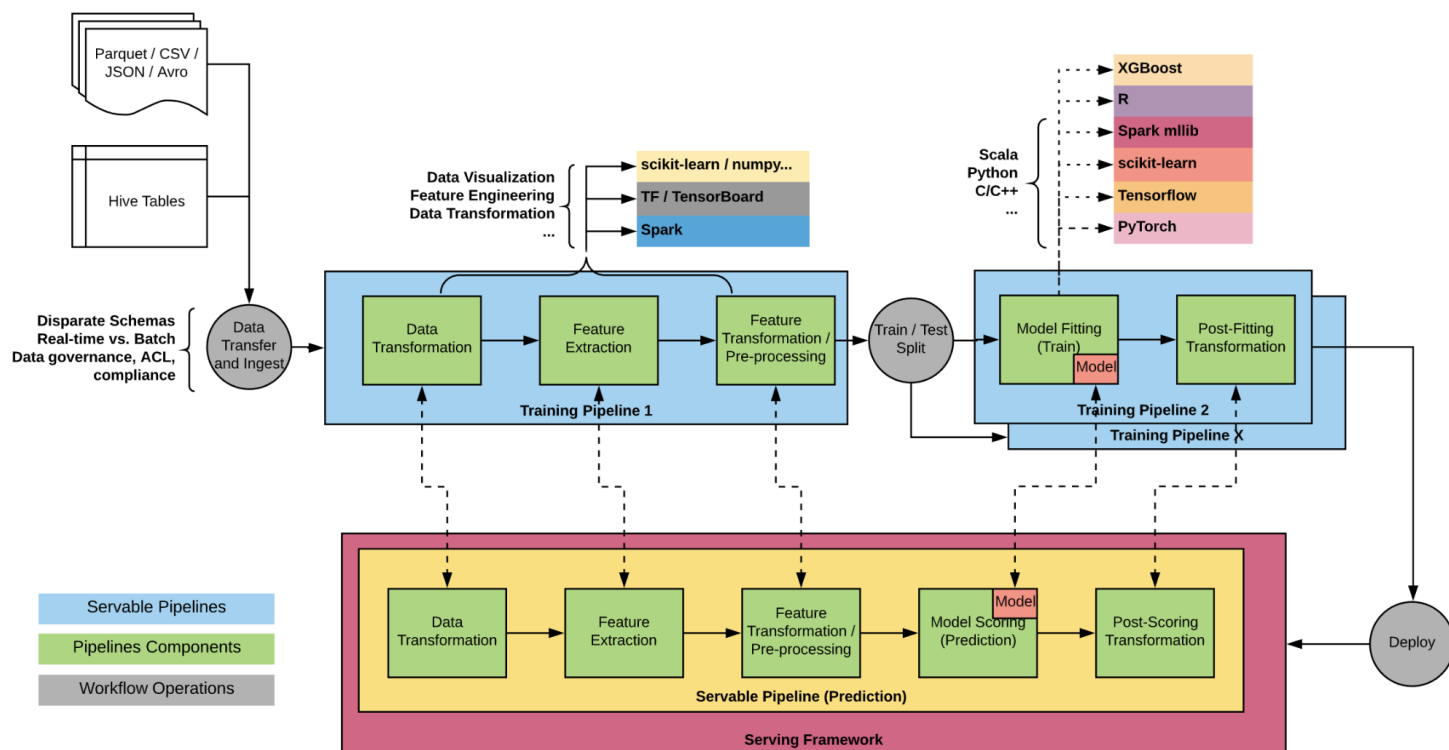 Parquet / CSV /
JSON / Avro
Hive Tables
Disparate Schemas
Real-time vs. Batch
Data governance, ACL,
compliance
Data
Transfer
and Ingest
Data Visualization
Feature Engineering
Data Transformation
...
scikit-learn / numpy...
TF / TensorBoard
Spark
Data
Transformation
Feature
Extraction
Feature
Transformation /
Pre-processing
Training Pipeline 1
Train / Test
Split
Scala
Python
C/C++
...
XGBoost
R
Spark mllib
scikit-learn
Tensorflow
PyTorch
Model Fitting
(Train)
Model
Post-Fitting
Transformation
Training Pipeline 2
Training Pipeline X
Data
Transformation
Feature
Extraction
Feature
Transformation /
Pre-processing
Model
Model Scoring
(Prediction)
Post-Scoring
Transformation
Servable Pipeline (Prediction)
Serving Framework
Deploy
Servable Pipelines
Pipelines Components
Workflow Operations